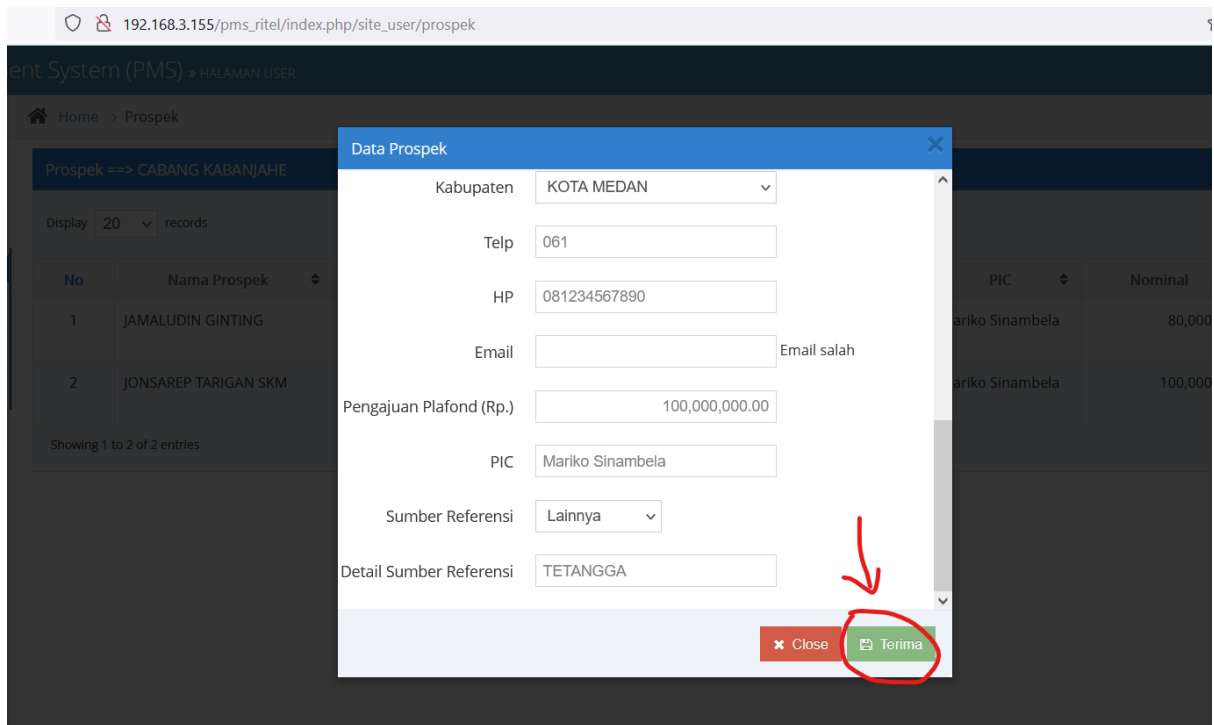 192.168.3.155/pms_ritel/index.php/site_user/prospek
ent System (PMS) » HALAMAN USER
Home > Prospek
Prospek ==> CABANG KABANJAHE
Display 20 records
No Nama Prospek PIC Nominal
1 JAMALUDIN GINTING ariko Sinambela 80,000
2 JONSAREP TARIGAN SKM ariko Sinambela 100,000
Showing 1 to 2 of 2 entries
Data Prospek
Kabupaten KOTA MEDAN
Telp 061
HP 081234567890
Email Email salah
Pengajuan Plafond (Rp.) 100,000,000.00
PIC Mariko Sinambela
Sumber Referensi Lainnya
Detail Sumber Referensi TETANGGA
Close Terima